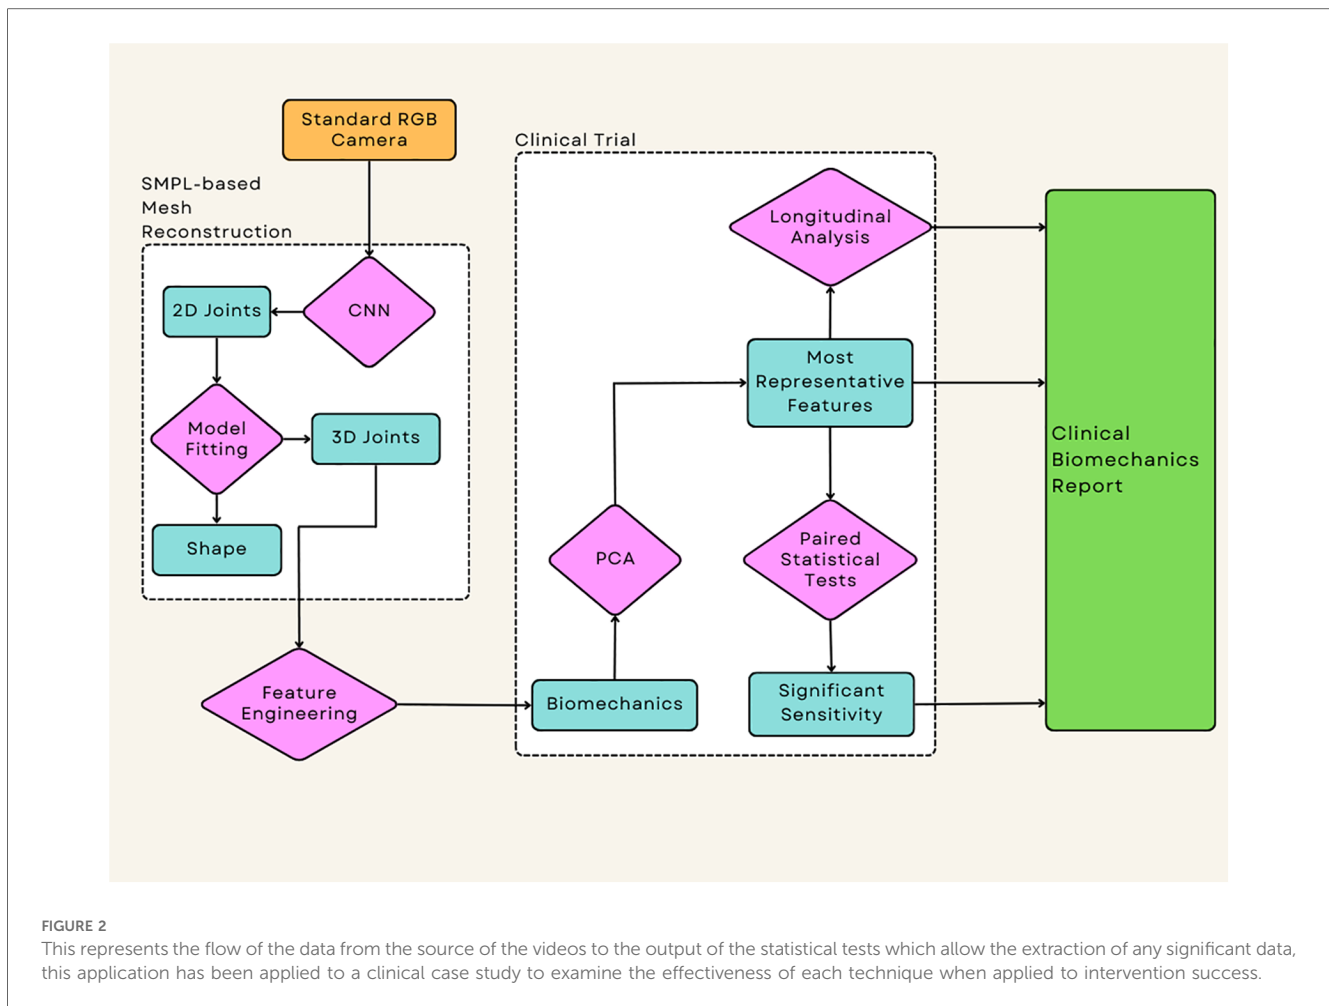 Standard RGB
Camera
Clinical Trial
SMPL-based
Mesh
Reconstruction
Longitudinal
Analysis
2D Joints
CNN
Most
Representative
Features
Model
Fitting
3D Joints
Clinical
Biomechanics
Report
Shape
PCA
Paired
Statistical
Tests
Feature
Engineering
Biomechanics
Significant
Sensitivity
FIGURE 2
This represents the flow of the data from the source of the videos to the output of the statistical tests which allow the extraction of any significant data,
this application has been applied to a clinical case study to examine the effectiveness of each technique when applied to intervention success.